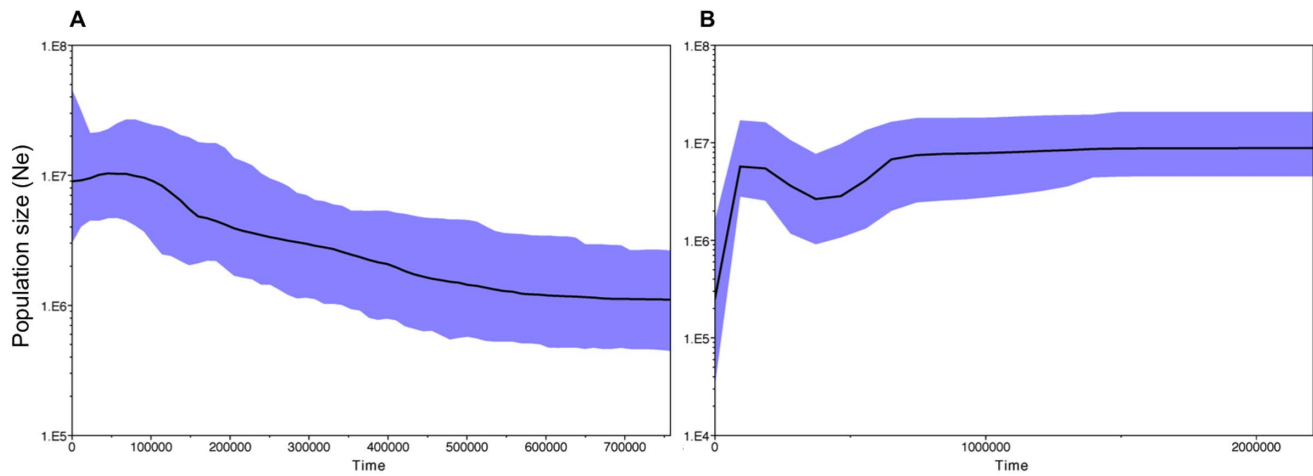 A
B
Population size (Ne)
1.E8
1.E7
1.E6
1.E5
0
100000
200000
300000
400000
500000
600000
700000
Time
1.E8
1.E7
1.E6
1.E5
1.E4
0
1000000
2000000
Time